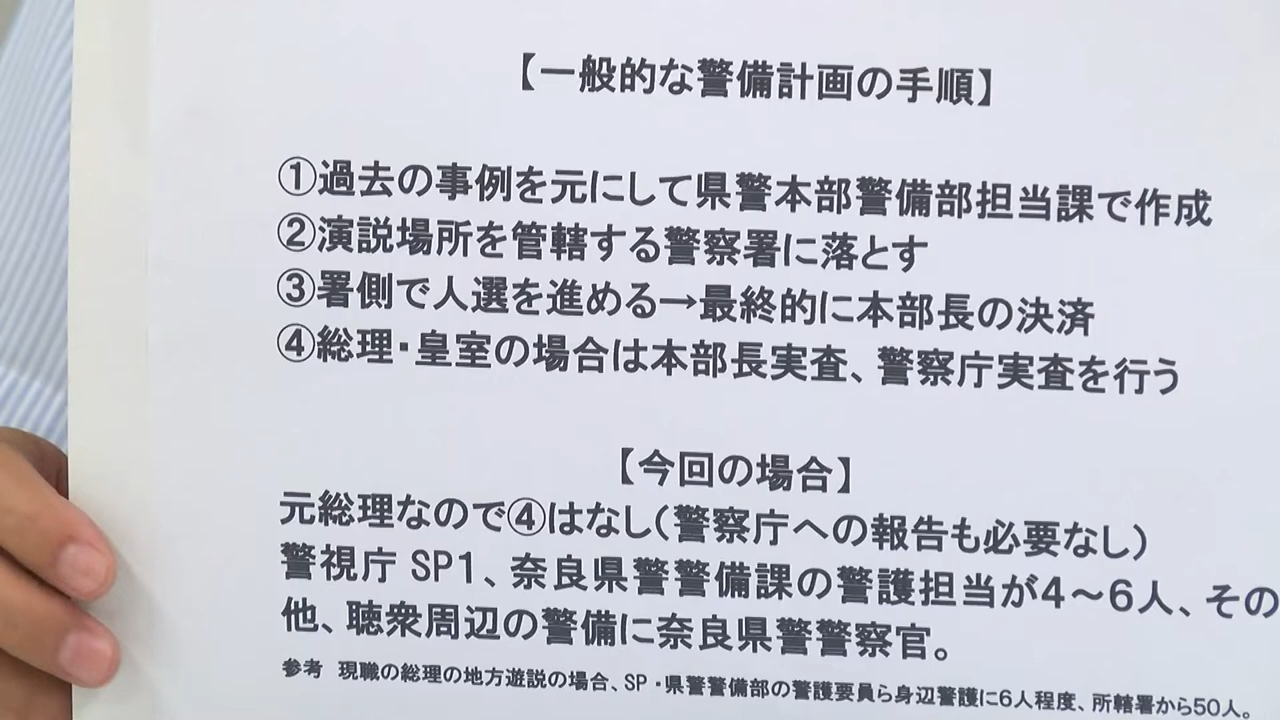 【一般的な警備計画の手順】
①過去の事例を元にして県警本部警備部担当課で作成
②演説場所を管轄する警察署に落とす
③署側で人選を進める→最終的に本部長の決済
④総理・皇室の場合は本部長実査、警察庁実査を行う
【今回の場合】
元総理なので④はなし(警察庁への報告も必要なし)
警視庁 SP1、奈良県警警備課の警護担当が4~6人、その
他、聴衆周辺の警備に奈良県警警察官。
参考 現職の総理の地方遊説の場合、SP・県警警備部の警護要員ら身辺警護に6人程度、所轄署から50人。